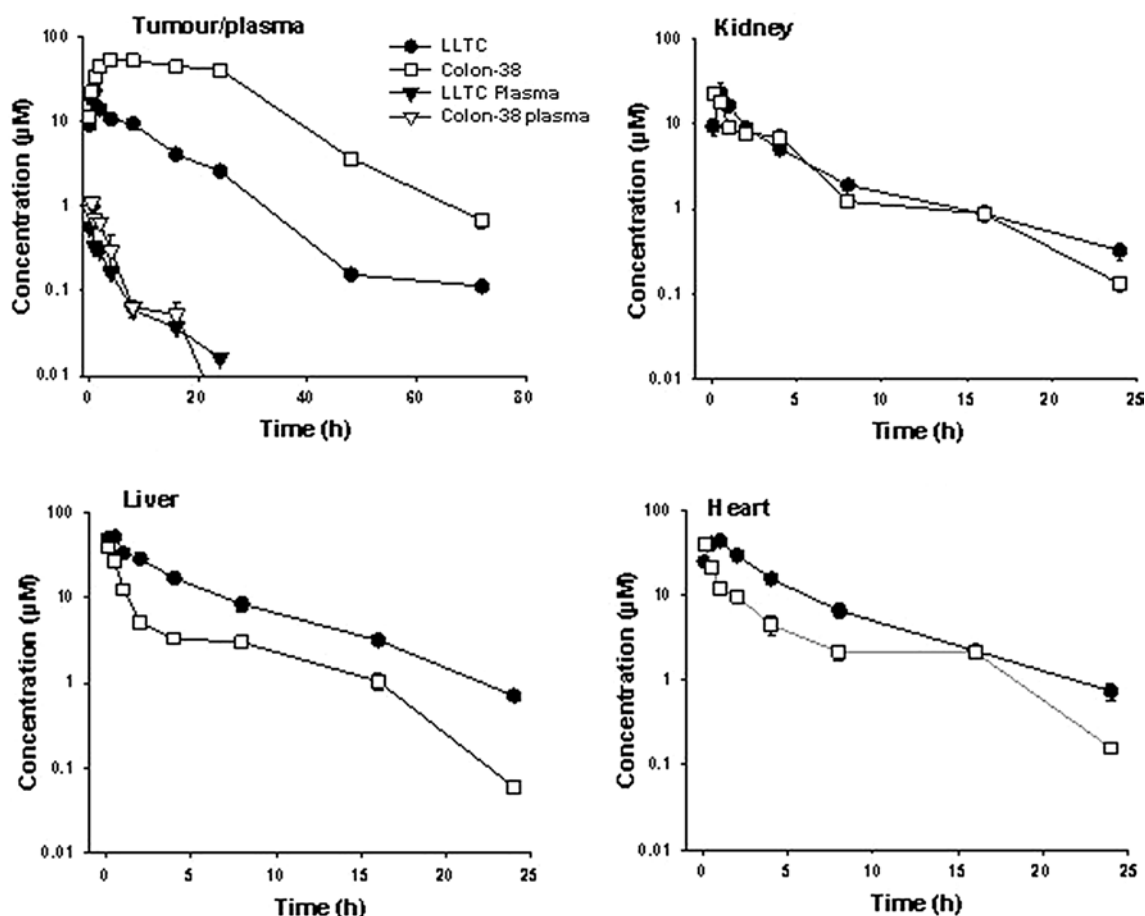 Tumour/plasma
LLTC
Colon-38
LLTC Plasma
Colon-38 plasma
Concentration (µM)
100
10
1
0.1
0.01
0
20
40
60
80
Time (h)
Kidney
Concentration (µM)
100
10
1
0.1
0.01
0
5
10
15
20
25
Time (h)
Liver
Concentration (µM)
100
10
1
0.1
0.01
0
5
10
15
20
25
Time (h)
Heart
Concentration (µM)
100
10
1
0.1
0.01
0
5
10
15
20
25
Time (h)